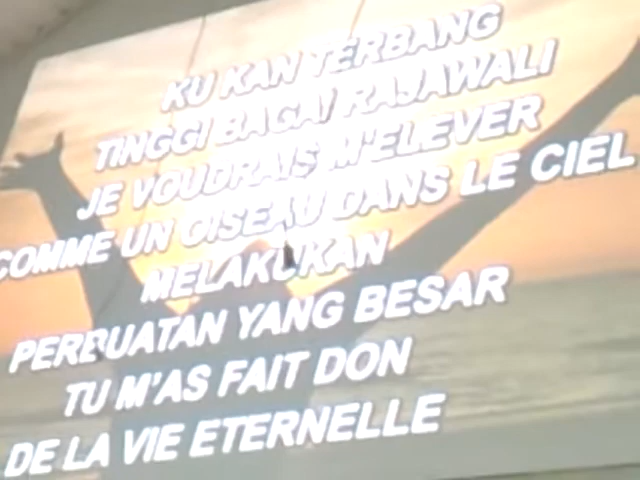 KU KAN TERBANG
TINGGI BAGAI RAJAWALI
JE VOUDRAIS M'ELEVER
COMME UN OISEAU DANS LE CIEL
MELAKUKAN
PERBUATAN YANG BESAR
TU M'AS FAIT DON
DE LA VIE ETERNELLE